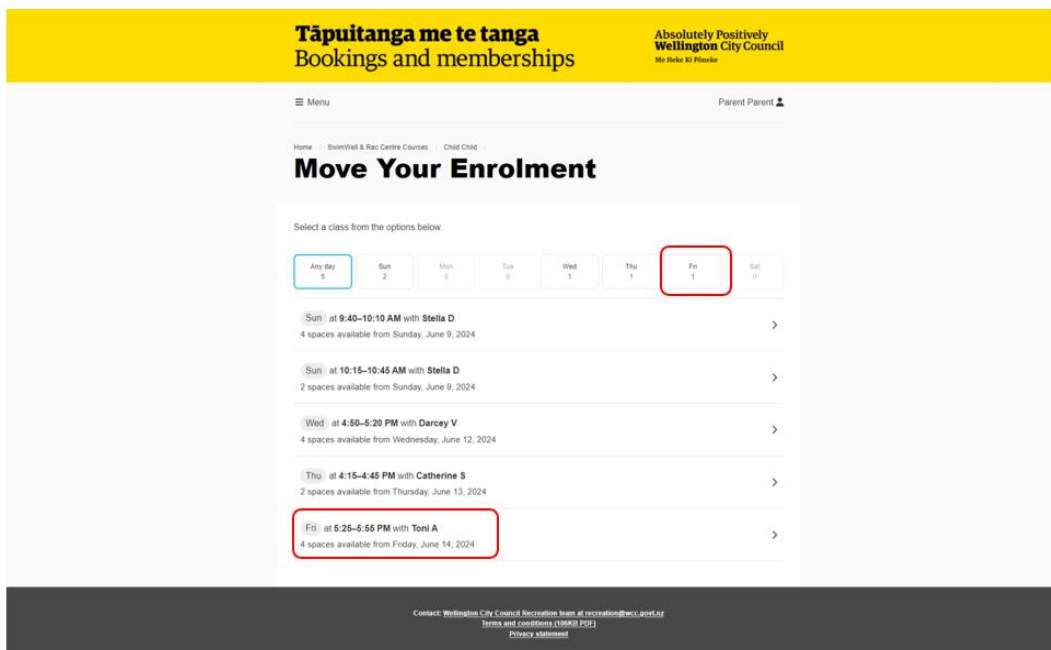 Tāpuitanga me te tanga
Bookings and memberships
Absolutely Positively
Wellington City Council
Me Heke Ki Pōneke
Menu
Parent Parent
Home SwimWell & Rec Centre Courses Child Child
Move Your Enrolment
Select a class from the options below.
Any day Sun Mon Tue Wed Thu Fri Sat
5 2 0 0 1 1 1 0
Sun at 9:40–10:10 AM with Stella D
4 spaces available from Sunday, June 9, 2024
Sun at 10:15–10:45 AM with Stella D
2 spaces available from Sunday, June 9, 2024
Wed at 4:50–5:20 PM with Darcey V
4 spaces available from Wednesday, June 12, 2024
Thu at 4:15–4:45 PM with Catherine S
2 spaces available from Thursday, June 13, 2024
Fri at 5:25–5:55 PM with Toni A
4 spaces available from Friday, June 14, 2024
Contact: Wellington City Council Recreation team at recreation@wcc.govt.nz
Terms and conditions (106KB PDF)
Privacy statement